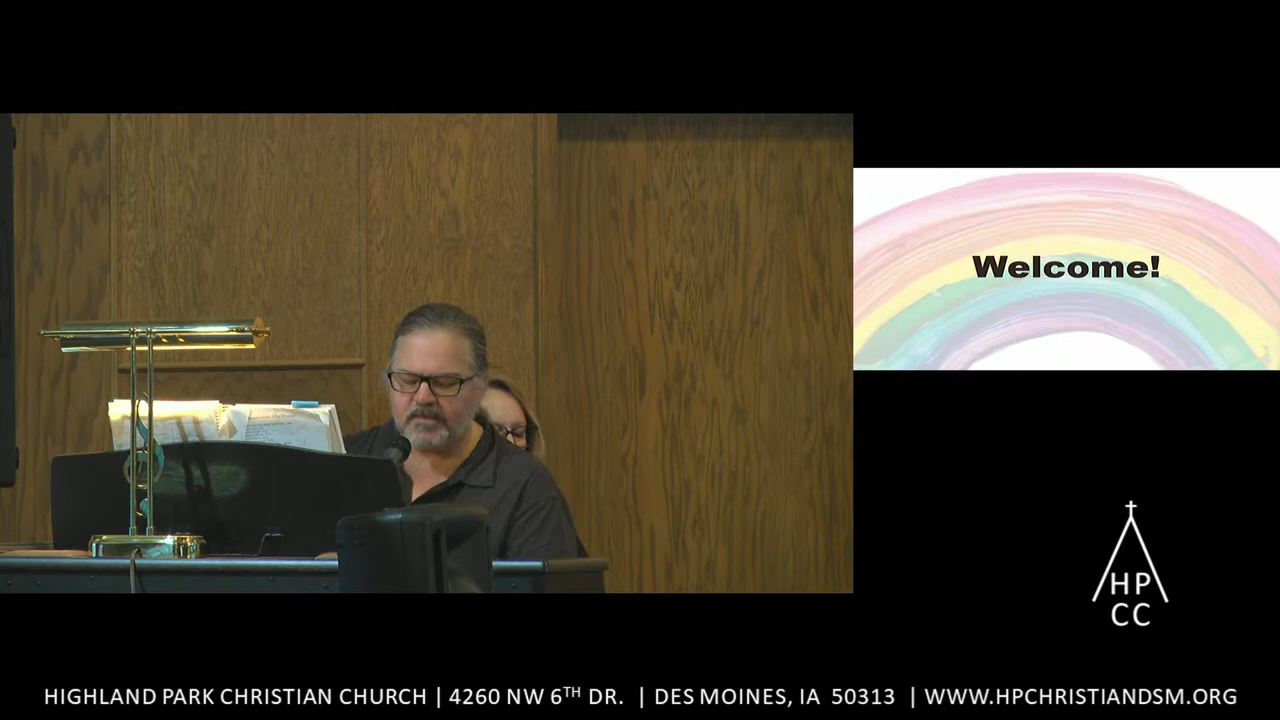 Welcome!
HP
CC
HIGHLAND PARK CHRISTIAN CHURCH | 4260 NW 6TH DR. | DES MOINES, IA 50313 | WWW.HPCHRISTIANDSM.ORG